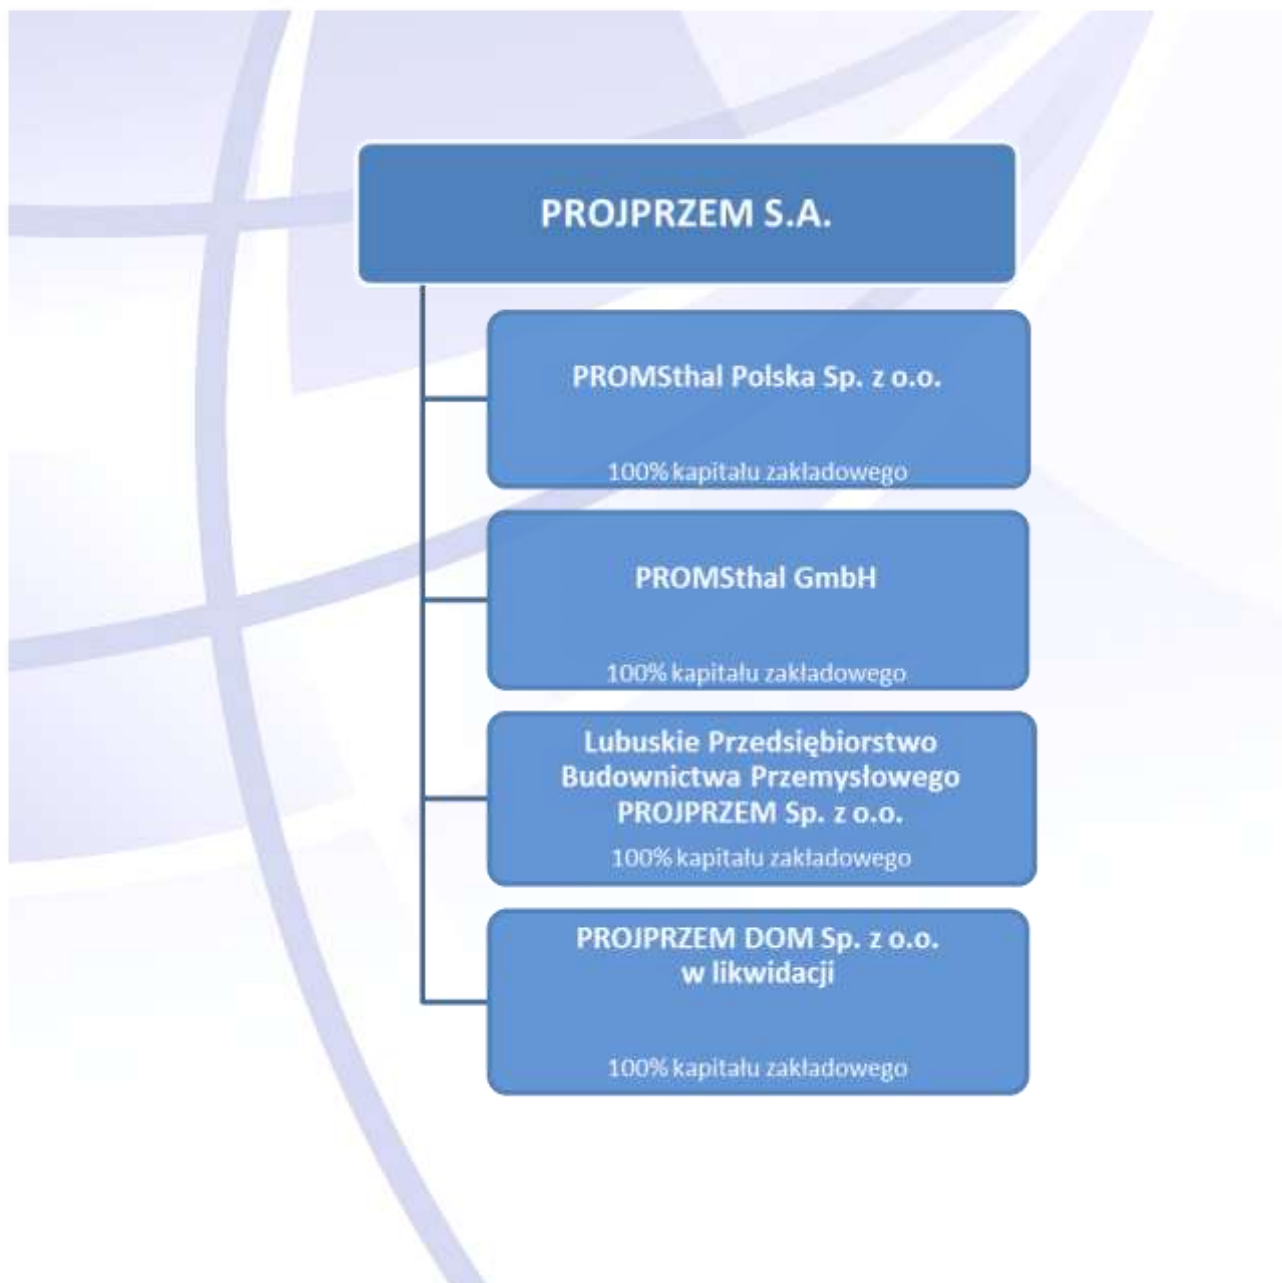 PROJPRZEM S.A.
PROMSthal Polska Sp. z o.o.
100% kapitału zakładowego
PROMSthal GmbH
100% kapitału zakładowego
Lubuskie Przedsiębiorstwo
Budownictwa Przemysłowego
PROJPRZEM Sp. z o.o.
100% kapitału zakładowego
PROJPRZEM DOM Sp. z o.o.
w likwidacji
100% kapitału zakładowego